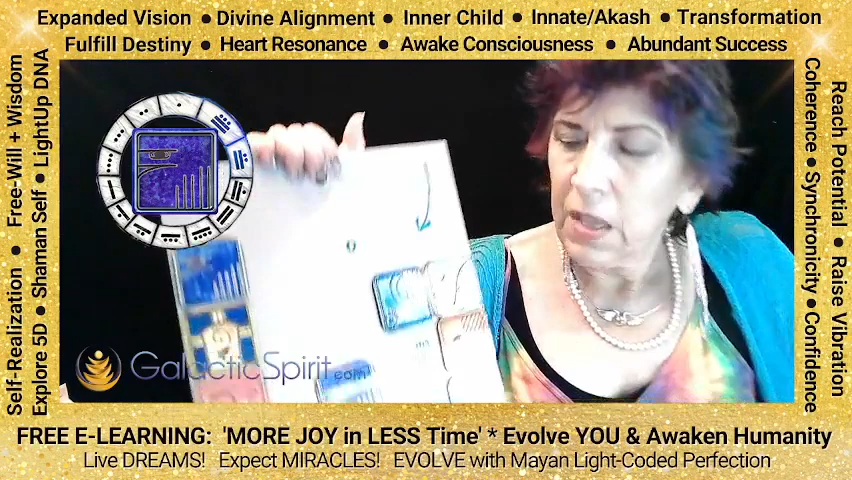 Expanded Vision ● Divine Alignment ● Inner Child ● Innate/Akash ● Transformation
Fulfill Destiny ● Heart Resonance ● Awake Consciousness ● Abundant Success
Self-Realization ● Free-Will + Wisdom
Explore 5D ● Shaman Self ● LightUp DNA
Reach Potential ● Raise Vibration
Coherence ● Synchronicity ● Confidence
GalacticSpirit.com
FREE E-LEARNING: 'MORE JOY in LESS Time' * Evolve YOU & Awaken Humanity
Live DREAMS! Expect MIRACLES! EVOLVE with Mayan Light-Coded Perfection